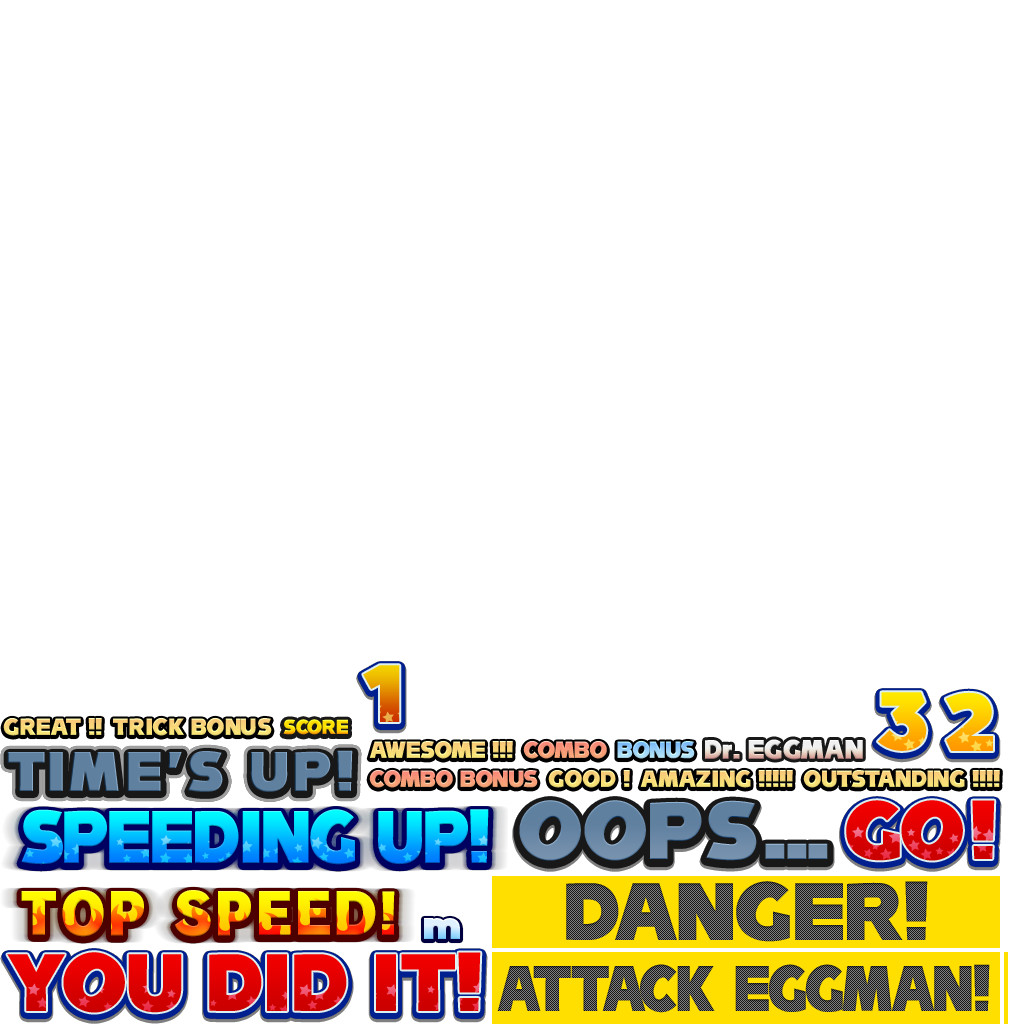 1
3 2
GREAT !! TRICK BONUS SCORE
AWESOME !!! COMBO BONUS Dr. EGGMAN
TIME'S UP!
COMBO BONUS GOOD ! AMAZING !!!!! OUTSTANDING !!!!
SPEEDING UP!
OOPS... GO!
TOP SPEED! m
DANGER!
YOU DID IT!
ATTACK EGGMAN!